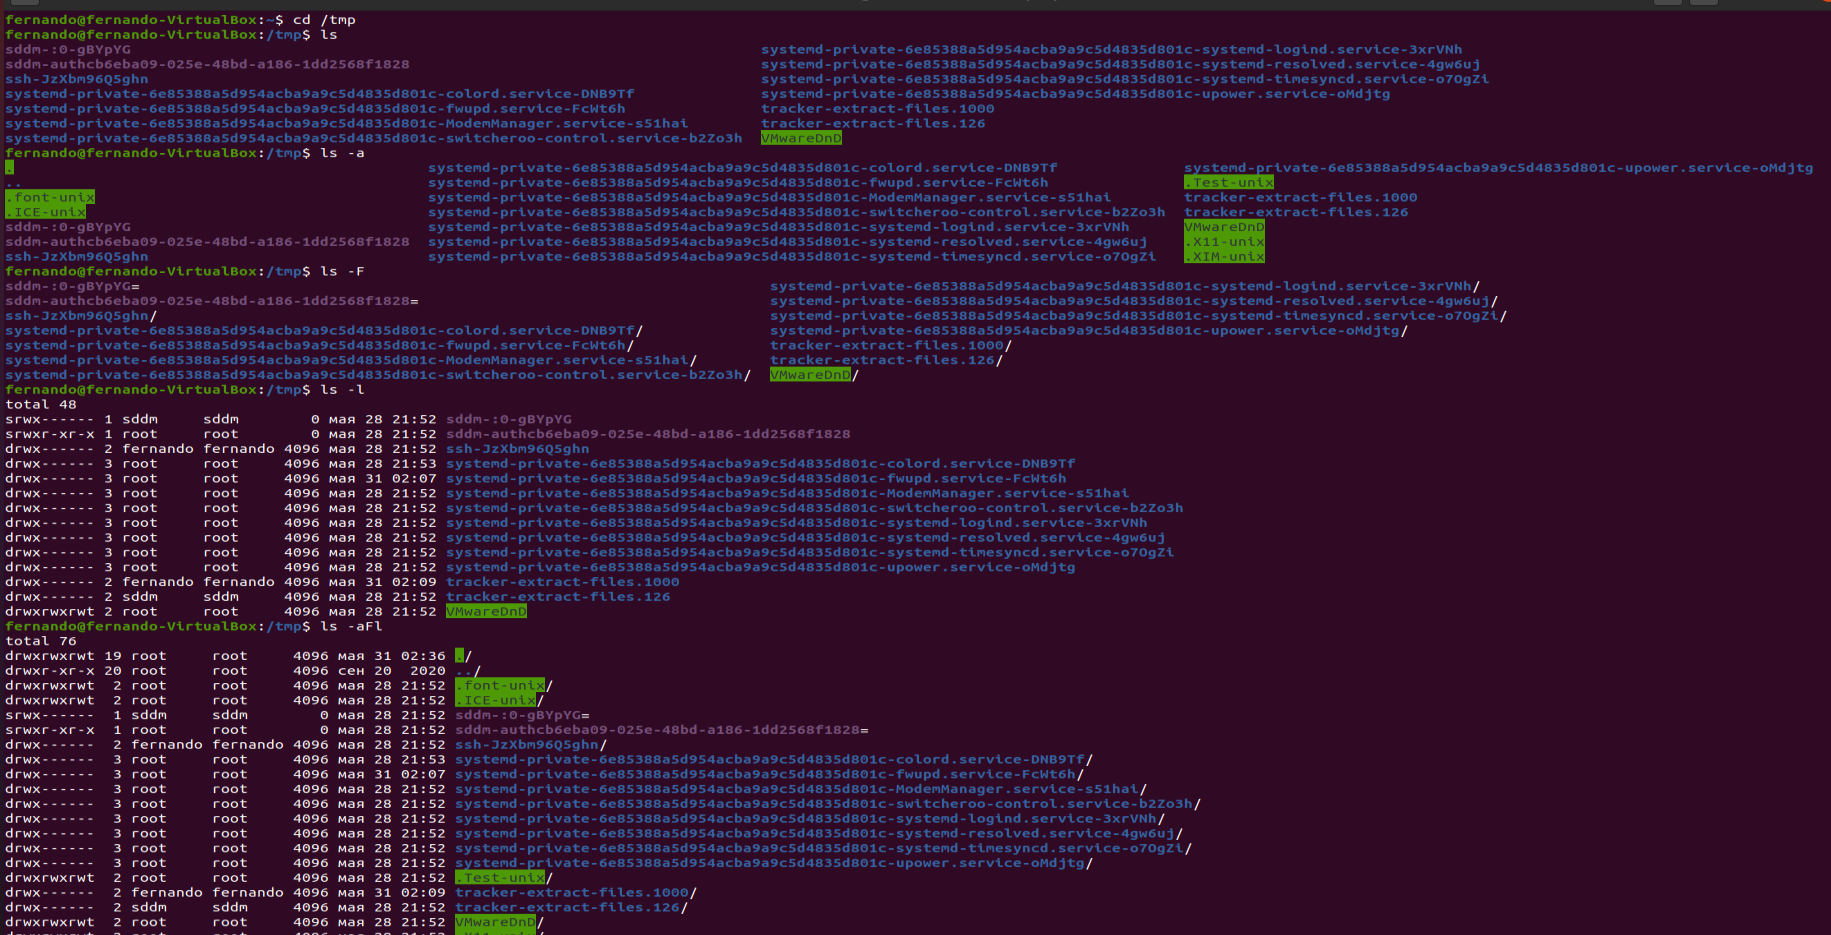 fernando@fernando-VirtualBox:~$ cd /tmp
fernando@fernando-VirtualBox:/tmp$ ls
sddm-:0-gBYpYG systemd-private-6e85388a5d954acba9a9c5d4835d801c-systemd-logind.service-3xrVNh
sddm-authcb6eba09-025e-48bd-a186-1dd2568f1828 systemd-private-6e85388a5d954acba9a9c5d4835d801c-systemd-resolved.service-4gw6uj
ssh-JzXbm96Q5ghn systemd-private-6e85388a5d954acba9a9c5d4835d801c-systemd-timesyncd.service-o7OgZi
systemd-private-6e85388a5d954acba9a9c5d4835d801c-colord.service-DNB9Tf systemd-private-6e85388a5d954acba9a9c5d4835d801c-upower.service-oMdjtg
systemd-private-6e85388a5d954acba9a9c5d4835d801c-fwupd.service-FcWt6h tracker-extract-files.1000
systemd-private-6e85388a5d954acba9a9c5d4835d801c-ModemManager.service-s51hai tracker-extract-files.126
systemd-private-6e85388a5d954acba9a9c5d4835d801c-switcheroo-control.service-b2Zo3h VMwareDnD
fernando@fernando-VirtualBox:/tmp$ ls -a
. systemd-private-6e85388a5d954acba9a9c5d4835d801c-colord.service-DNB9Tf systemd-private-6e85388a5d954acba9a9c5d4835d801c-upower.service-oMdjtg
.. systemd-private-6e85388a5d954acba9a9c5d4835d801c-fwupd.service-FcWt6h .Test-unix
.font-unix systemd-private-6e85388a5d954acba9a9c5d4835d801c-ModemManager.service-s51hai tracker-extract-files.1000
.ICE-unix systemd-private-6e85388a5d954acba9a9c5d4835d801c-switcheroo-control.service-b2Zo3h tracker-extract-files.126
sddm-:0-gBYpYG systemd-private-6e85388a5d954acba9a9c5d4835d801c-systemd-logind.service-3xrVNh VMwareDnD
sddm-authcb6eba09-025e-48bd-a186-1dd2568f1828 systemd-private-6e85388a5d954acba9a9c5d4835d801c-systemd-resolved.service-4gw6uj .X11-unix
ssh-JzXbm96Q5ghn systemd-private-6e85388a5d954acba9a9c5d4835d801c-systemd-timesyncd.service-o7OgZi .XIM-unix
fernando@fernando-VirtualBox:/tmp$ ls -F
sddm-:0-gBYpYG= systemd-private-6e85388a5d954acba9a9c5d4835d801c-systemd-logind.service-3xrVNh/
sddm-authcb6eba09-025e-48bd-a186-1dd2568f1828= systemd-private-6e85388a5d954acba9a9c5d4835d801c-systemd-resolved.service-4gw6uj/
ssh-JzXbm96Q5ghn/ systemd-private-6e85388a5d954acba9a9c5d4835d801c-systemd-timesyncd.service-o7OgZi/
systemd-private-6e85388a5d954acba9a9c5d4835d801c-colord.service-DNB9Tf/ systemd-private-6e85388a5d954acba9a9c5d4835d801c-upower.service-oMdjtg/
systemd-private-6e85388a5d954acba9a9c5d4835d801c-fwupd.service-FcWt6h/ tracker-extract-files.1000/
systemd-private-6e85388a5d954acba9a9c5d4835d801c-ModemManager.service-s51hai/ tracker-extract-files.126/
systemd-private-6e85388a5d954acba9a9c5d4835d801c-switcheroo-control.service-b2Zo3h/ VMwareDnD/
fernando@fernando-VirtualBox:/tmp$ ls -l
total 48
srwx------ 1 sddm sddm 0 мая 28 21:52 sddm-:0-gBYpYG
srwxr-xr-x 1 root root 0 мая 28 21:52 sddm-authcb6eba09-025e-48bd-a186-1dd2568f1828
drwx------ 2 fernando fernando 4096 мая 28 21:52 ssh-JzXbm96Q5ghn
drwx------ 3 root root 4096 мая 28 21:53 systemd-private-6e85388a5d954acba9a9c5d4835d801c-colord.service-DNB9Tf
drwx------ 3 root root 4096 мая 31 02:07 systemd-private-6e85388a5d954acba9a9c5d4835d801c-fwupd.service-FcWt6h
drwx------ 3 root root 4096 мая 28 21:52 systemd-private-6e85388a5d954acba9a9c5d4835d801c-ModemManager.service-s51hai
drwx------ 3 root root 4096 мая 28 21:52 systemd-private-6e85388a5d954acba9a9c5d4835d801c-switcheroo-control.service-b2Zo3h
drwx------ 3 root root 4096 мая 28 21:52 systemd-private-6e85388a5d954acba9a9c5d4835d801c-systemd-logind.service-3xrVNh
drwx------ 3 root root 4096 мая 28 21:52 systemd-private-6e85388a5d954acba9a9c5d4835d801c-systemd-resolved.service-4gw6uj
drwx------ 3 root root 4096 мая 28 21:52 systemd-private-6e85388a5d954acba9a9c5d4835d801c-systemd-timesyncd.service-o7OgZi
drwx------ 3 root root 4096 мая 28 21:52 systemd-private-6e85388a5d954acba9a9c5d4835d801c-upower.service-oMdjtg
drwx------ 2 fernando fernando 4096 мая 31 02:09 tracker-extract-files.1000
drwx------ 2 sddm sddm 4096 мая 28 21:52 tracker-extract-files.126
drwxrwxrwt 2 root root 4096 мая 28 21:52 VMwareDnD
fernando@fernando-VirtualBox:/tmp$ ls -aFl
total 76
drwxrwxrwt 19 root root 4096 мая 31 02:36 ./
drwxr-xr-x 20 root root 4096 сен 20 2020 ../
drwxrwxrwt 2 root root 4096 мая 28 21:52 .font-unix/
drwxrwxrwt 2 root root 4096 мая 28 21:52 .ICE-unix/
srwx------ 1 sddm sddm 0 мая 28 21:52 sddm-:0-gBYpYG=
srwxr-xr-x 1 root root 0 мая 28 21:52 sddm-authcb6eba09-025e-48bd-a186-1dd2568f1828=
drwx------ 2 fernando fernando 4096 мая 28 21:52 ssh-JzXbm96Q5ghn/
drwx------ 3 root root 4096 мая 28 21:53 systemd-private-6e85388a5d954acba9a9c5d4835d801c-colord.service-DNB9Tf/
drwx------ 3 root root 4096 мая 31 02:07 systemd-private-6e85388a5d954acba9a9c5d4835d801c-fwupd.service-FcWt6h/
drwx------ 3 root root 4096 мая 28 21:52 systemd-private-6e85388a5d954acba9a9c5d4835d801c-ModemManager.service-s51hai/
drwx------ 3 root root 4096 мая 28 21:52 systemd-private-6e85388a5d954acba9a9c5d4835d801c-switcheroo-control.service-b2Zo3h/
drwx------ 3 root root 4096 мая 28 21:52 systemd-private-6e85388a5d954acba9a9c5d4835d801c-systemd-logind.service-3xrVNh/
drwx------ 3 root root 4096 мая 28 21:52 systemd-private-6e85388a5d954acba9a9c5d4835d801c-systemd-resolved.service-4gw6uj/
drwx------ 3 root root 4096 мая 28 21:52 systemd-private-6e85388a5d954acba9a9c5d4835d801c-systemd-timesyncd.service-o7OgZi/
drwx------ 3 root root 4096 мая 28 21:52 systemd-private-6e85388a5d954acba9a9c5d4835d801c-upower.service-oMdjtg/
drwxrwxrwt 2 root root 4096 мая 28 21:52 .Test-unix/
drwx------ 2 fernando fernando 4096 мая 31 02:09 tracker-extract-files.1000/
drwx------ 2 sddm sddm 4096 мая 28 21:52 tracker-extract-files.126/
drwxrwxrwt 2 root root 4096 мая 28 21:52 VMwareDnD/